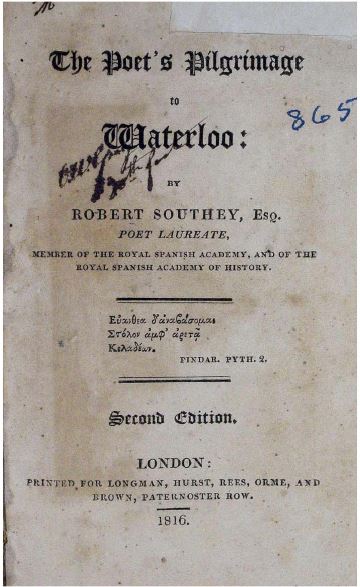 The Poet's Pilgrimage
to
865
Waterloo:
BY
ROBERT SOUTHEY, Esq.
POET LAUREATE,
MEMBER OF THE ROYAL SPANISH ACADEMY, AND OF THE
ROYAL SPANISH ACADEMY OF HISTORY.
Εὐανθέα δ' ἀναβάσομαι
Στόλον ἀμφ' ἀρετᾷ
Κελαδέων.
PINDAR. PYTH. 2.
Second Edition.
LONDON:
PRINTED FOR LONGMAN, HURST, REES, ORME, AND
BROWN, PATERNOSTER ROW.
1816.